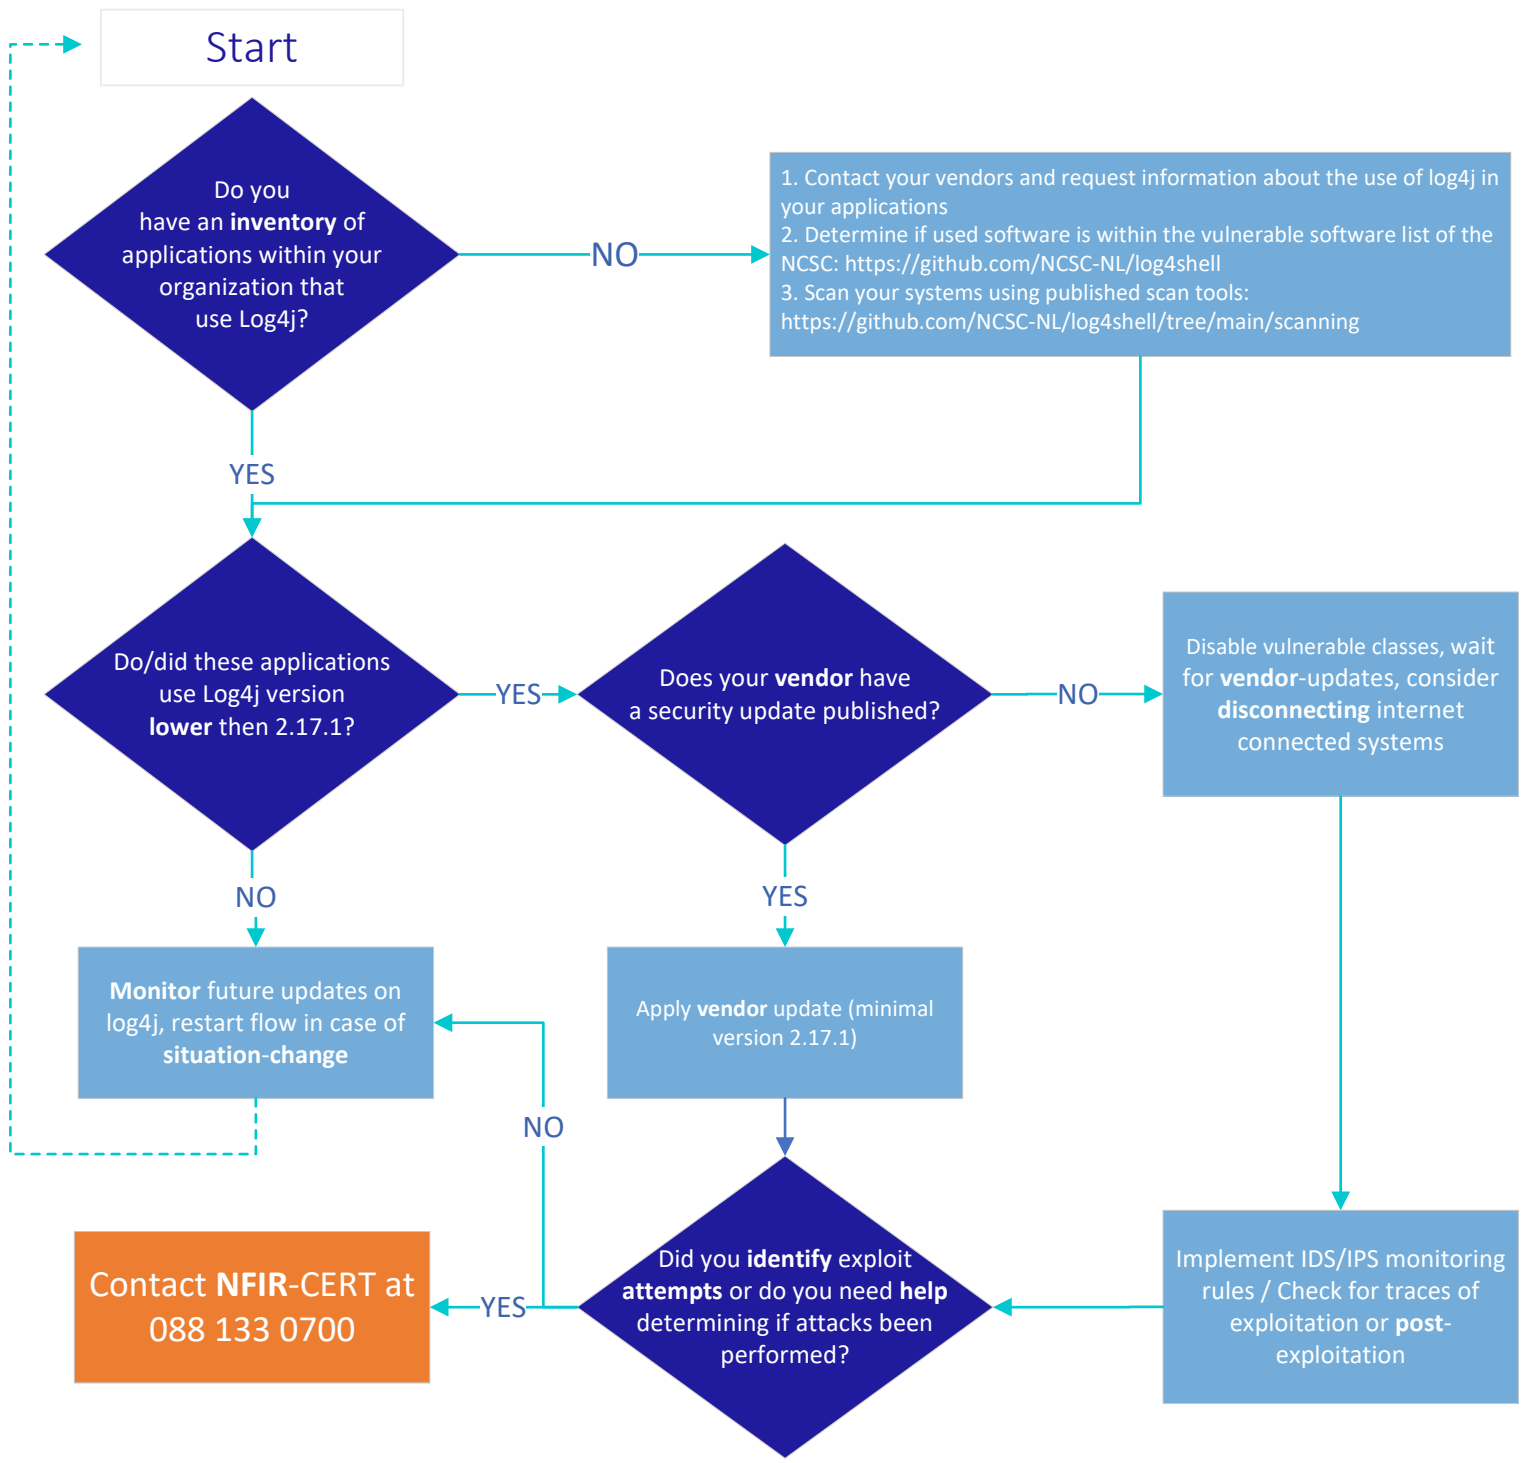 Start
Do you
have an inventory of
applications within your
organization that
use Log4j?
NO
1. Contact your vendors and request information about the use of log4j in
your applications
2. Determine if used software is within the vulnerable software list of the
NCSC: https://github.com/NCSC-NL/log4shell
3. Scan your systems using published scan tools:
https://github.com/NCSC-NL/log4shell/tree/main/scanning
YES
Do/did these applications
use Log4j version
lower then 2.17.1?
YES
Does your vendor have
a security update published?
NO
Disable vulnerable classes, wait
for vendor-updates, consider
disconnecting internet
connected systems
NO
YES
Monitor future updates on
log4j, restart flow in case of
situation-change
Apply vendor update (minimal
version 2.17.1)
NO
Contact NFIR-CERT at
088 133 0700
YES
Did you identify exploit
attempts or do you need help
determining if attacks been
performed?
Implement IDS/IPS monitoring
rules / Check for traces of
exploitation or post-
exploitation